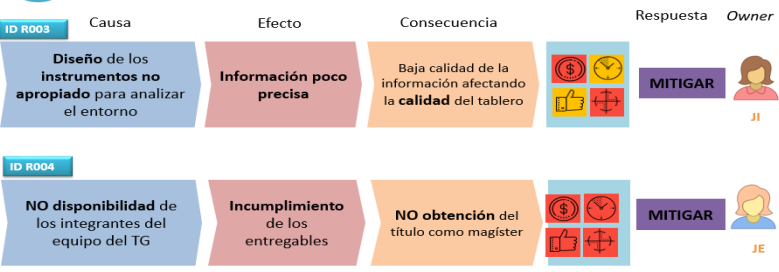 ID R003
Causa
Efecto
Consecuencia
Respuesta
Owner
Diseño de los
instrumentos no
apropiado para analizar
el entorno
Información poco
precisa
Baja calidad de la
información afectando
la calidad del tablero
$
MITIGAR
JI
ID R004
NO disponibilidad de
los integrantes del
equipo del TG
Incumplimiento
de los
entregables
NO obtención del
título como magíster
$
MITIGAR
JE